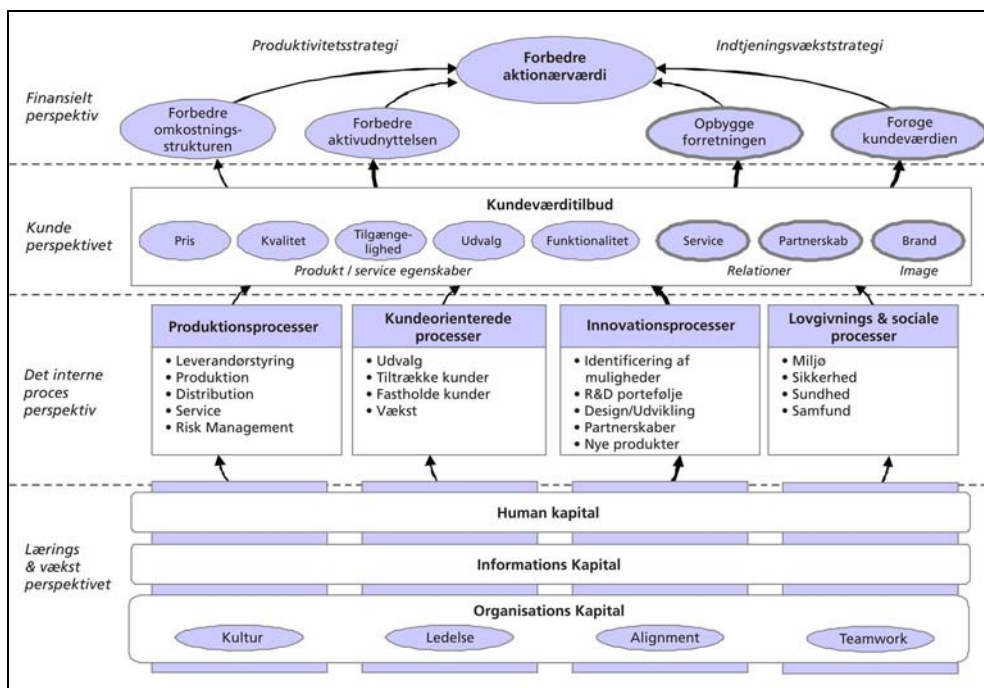 Produktivitetsstrategi
Indtjeningsvækststrategi
Forbedre
aktionærværdi
Finansielt
perspektiv
Forbedre
omkostnings-
strukturen
Forbedre
aktivudnyttelsen
Opbygge
forretningen
Forøge
kundeværdien
Kunde
perspektivet
Kundeværditilbud
Pris
Kvalitet
Tilgænge-
lighed
Udvalg
Funktionalitet
Service
Partnerskab
Brand
Produkt / service egenskaber
Relationer
Image
Det interne
proces
perspektiv
Produktionsprocesser
• Leverandørstyring
• Produktion
• Distribution
• Service
• Risk Management
Kundeorienterede
processer
• Udvalg
• Tiltrække kunder
• Fastholde kunder
• Vækst
Innovationsprocesser
• Identificering af
muligheder
• R&D portefølje
• Design/Udvikling
• Partnerskaber
• Nye produkter
Lovgivnings & sociale
processer
• Miljø
• Sikkerhed
• Sundhed
• Samfund
Lærings
& vækst
perspektivet
Human kapital
Informations Kapital
Organisations Kapital
Kultur
Ledelse
Alignment
Teamwork